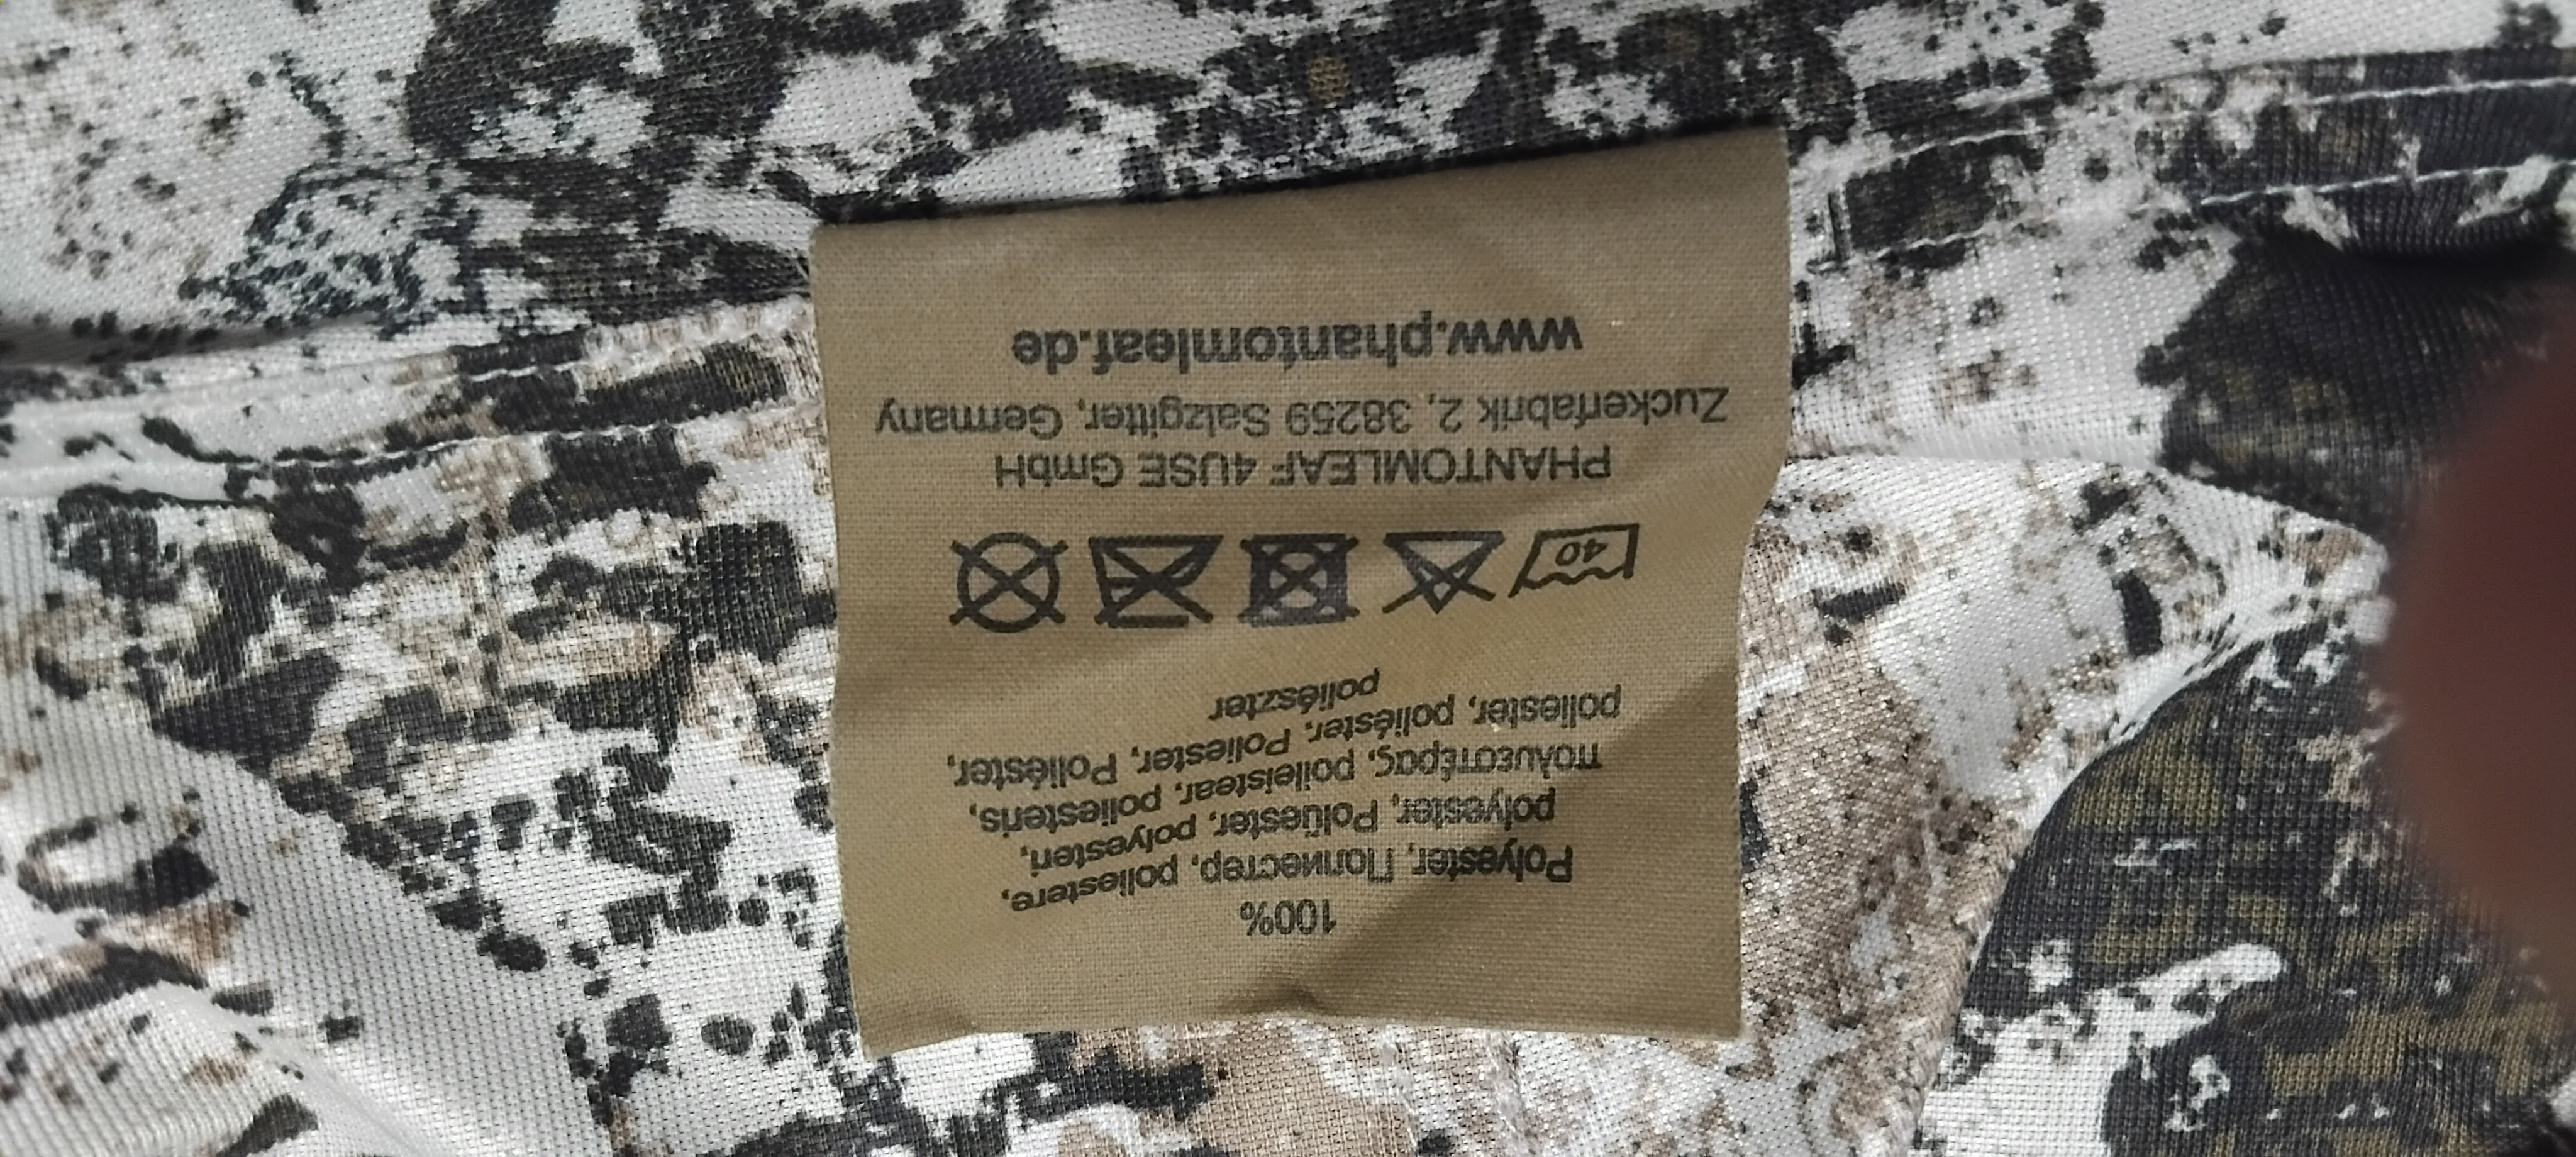 100%
Polyester, Полиестер, poliestere,
polyester, Polüester, polyesteri,
πολυεστέρας, poileistear, poliesteris,
poliester, poliéster, Poliester, Poliéster,
poliészter
40
PHANTOMLEAF 4USE GmbH
Zuckerfabrik 2, 38259 Salzgitter, Germany
www.phantomleaf.de